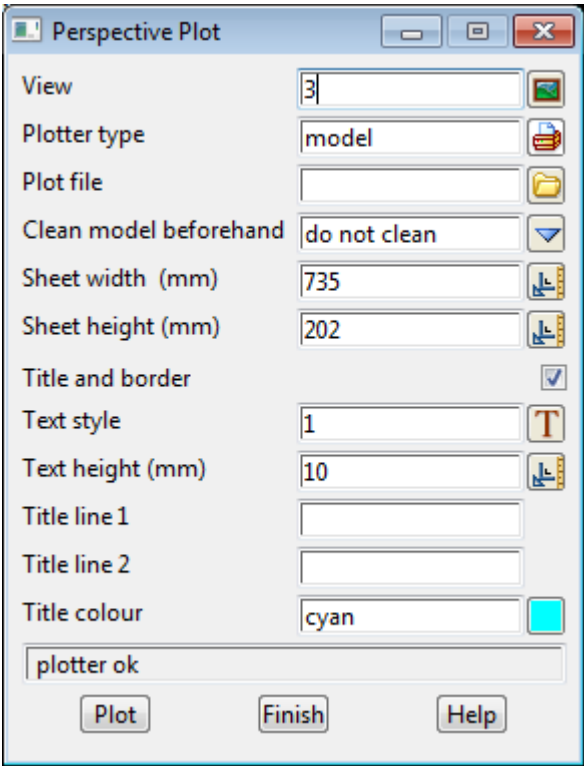 Perspective Plot
View 3
Plotter type model
Plot file
Clean model beforehand do not clean
Sheet width (mm) 735
Sheet height (mm) 202
Title and border
Text style 1 T
Text height (mm) 10
Title line 1
Title line 2
Title colour cyan
plotter ok
Plot Finish Help